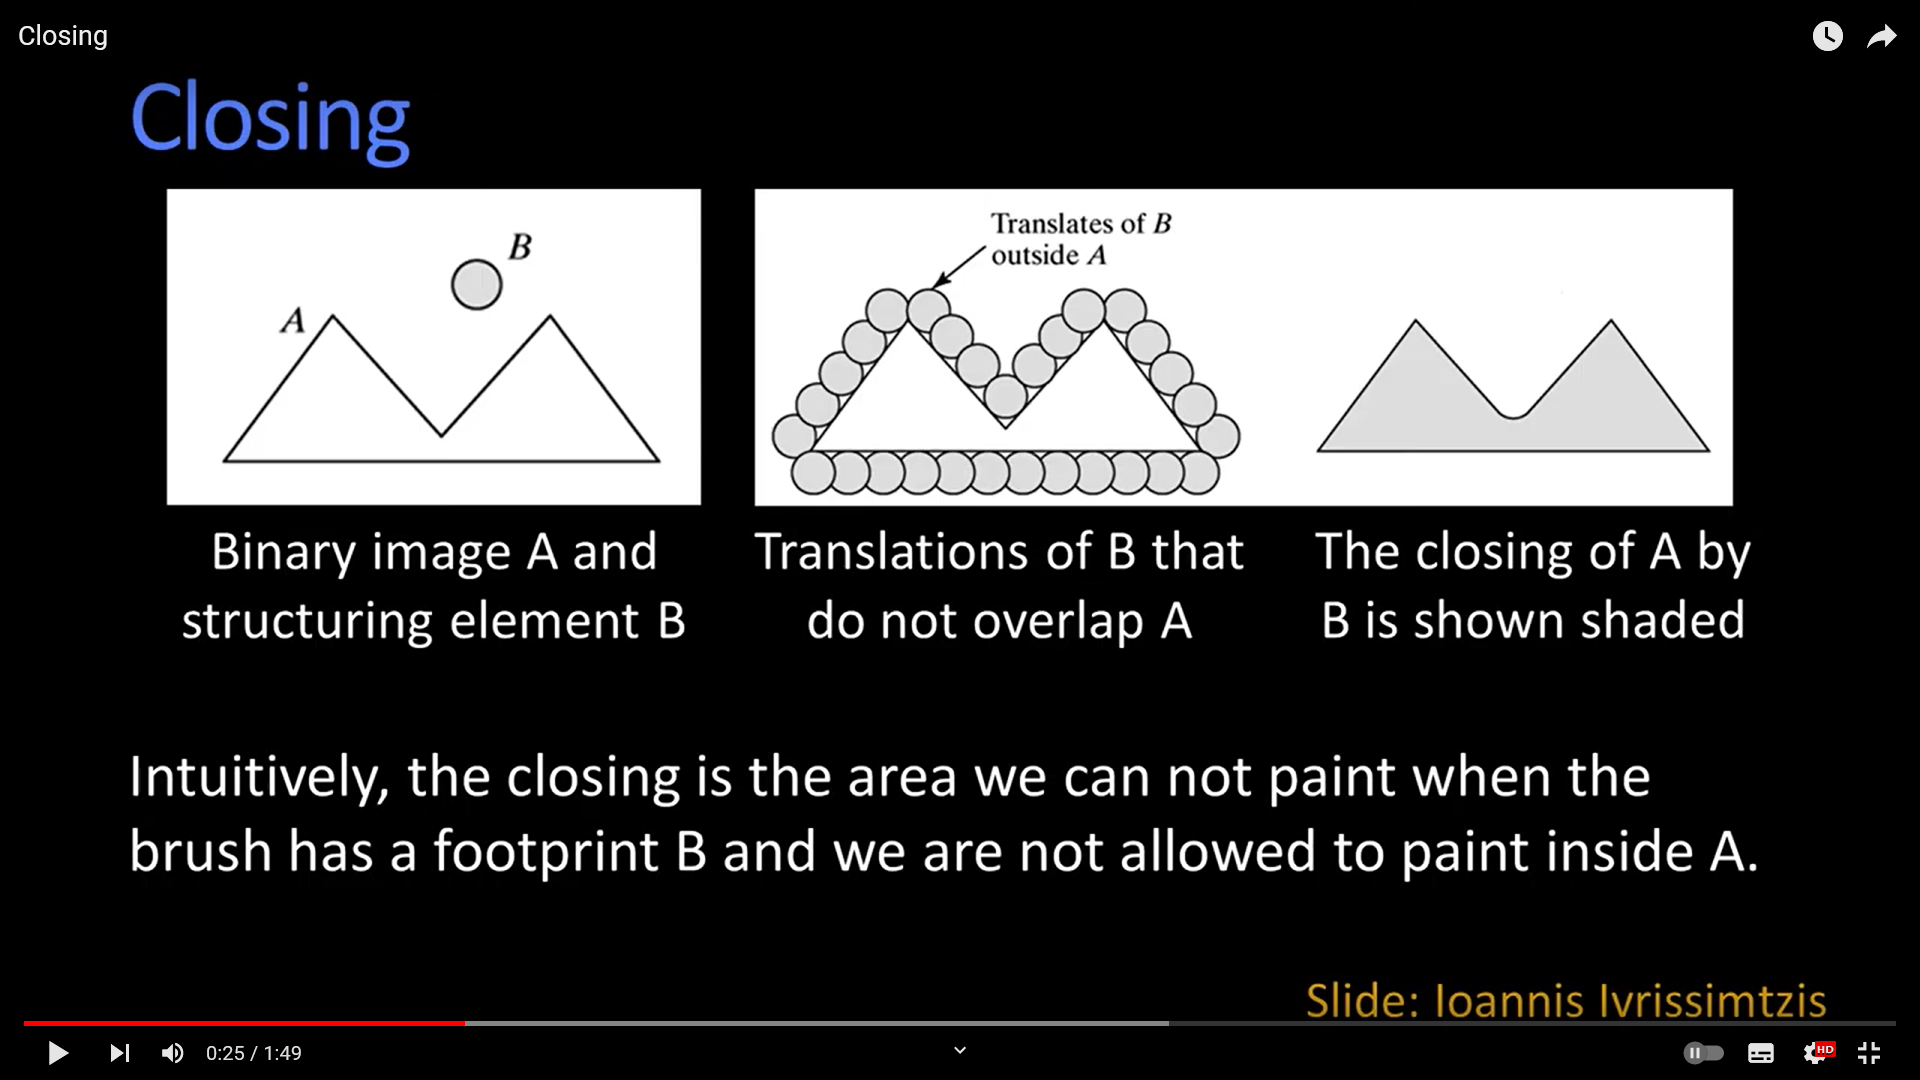 Closing
Closing
B
A
Translates of B
outside A
Binary image A and
structuring element B
Translations of B that
do not overlap A
The closing of A by
B is shown shaded
Intuitively, the closing is the area we can not paint when the
brush has a footprint B and we are not allowed to paint inside A.
Slide: Ioannis Ivrissimtzis
0:25 / 1:49
HD